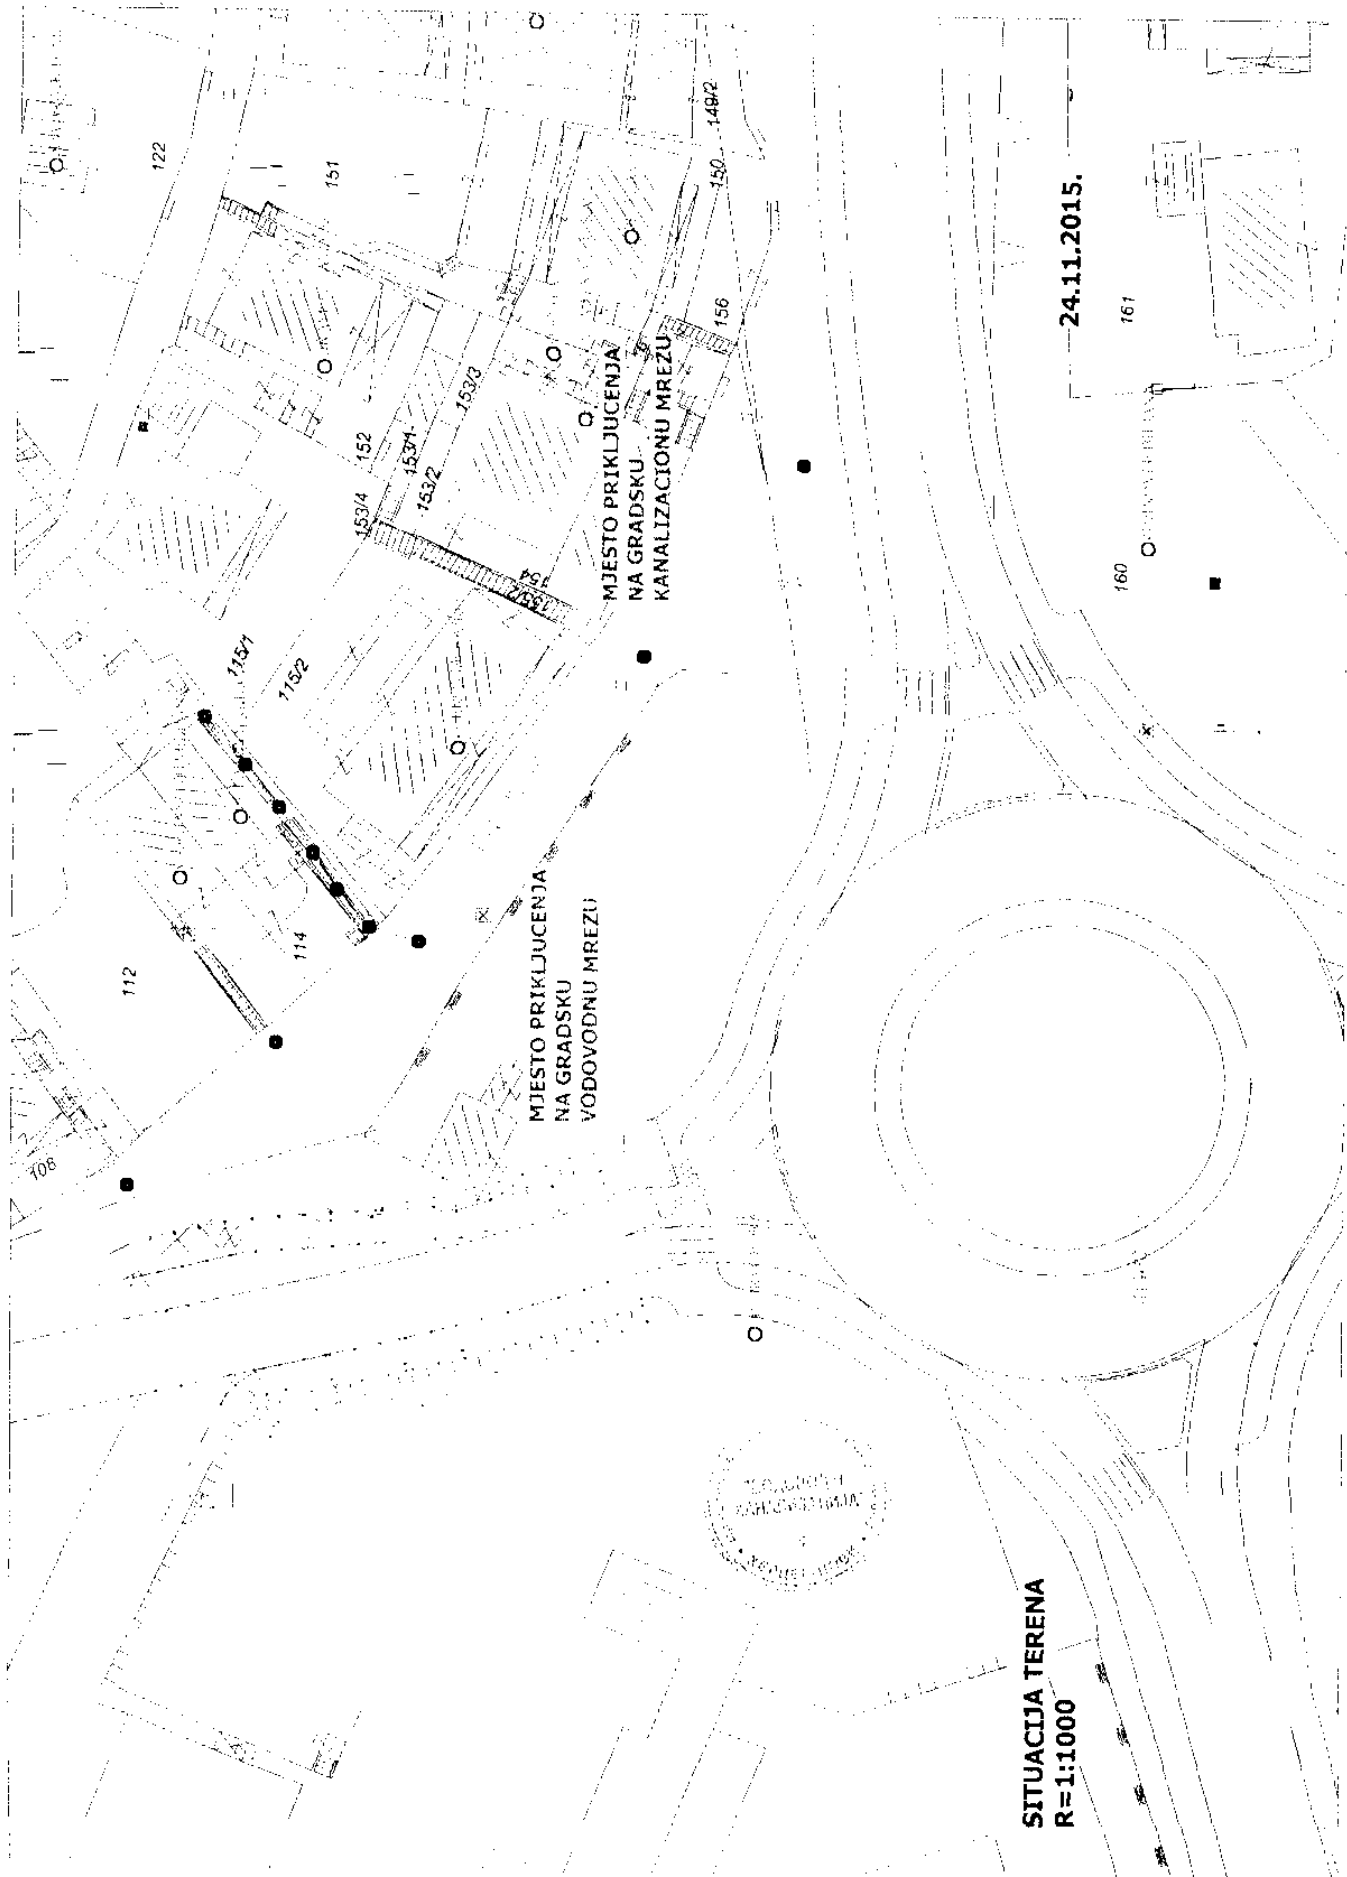 SITUACIJA TERENA
R=1:1000
24.11.2015.
MJESTO PRIKLJUCENJA
NA GRADSKU
VODOVODNU MREZU
MJESTO PRIKLJUCENJA
NA GRADSKU
KANALIZACIONU MREZU
108
112
114
115/1
115/2
122
151
152
153/1
153/2
153/3
153/4
154
155/2
149/2
150
156
160
161